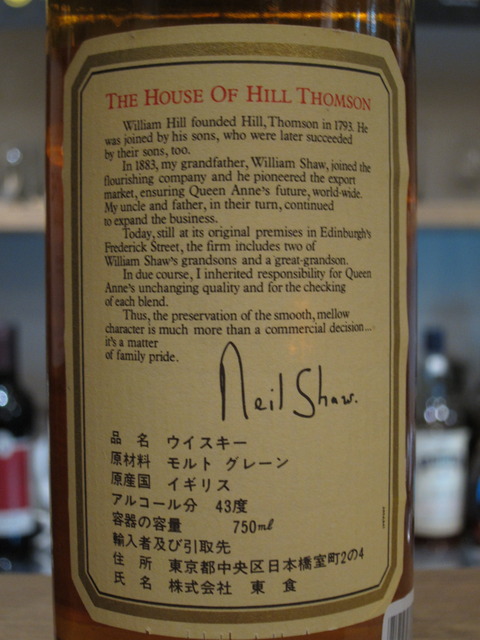 THE HOUSE OF HILL THOMSON
William Hill founded Hill, Thomson in 1793. He
was joined by his sons, who were later succeeded
by their sons, too.
In 1883, my grandfather, William Shaw, joined the
flourishing company and he pioneered the export
market, ensuring Queen Anne's future, world-wide.
My uncle and father, in their turn, continued
to expand the business.
Today, still at its original premises in Edinburgh's
Frederick Street, the firm includes two of
William Shaw's grandsons and a great-grandson.
In due course, I inherited responsibility for Queen
Anne's unchanging quality and for the checking
of each blend.
Thus, the preservation of the smooth, mellow
character is much more than a commercial decision...
it's a matter
of family pride.
Neil Shaw.
品名 ウイスキー
原材料 モルト グレーン
原産国 イギリス
アルコール分 43度
容器の容量 750ml
輸入者及び引取先
住所 東京都中央区日本橋室町2の4
氏名 株式会社 東食